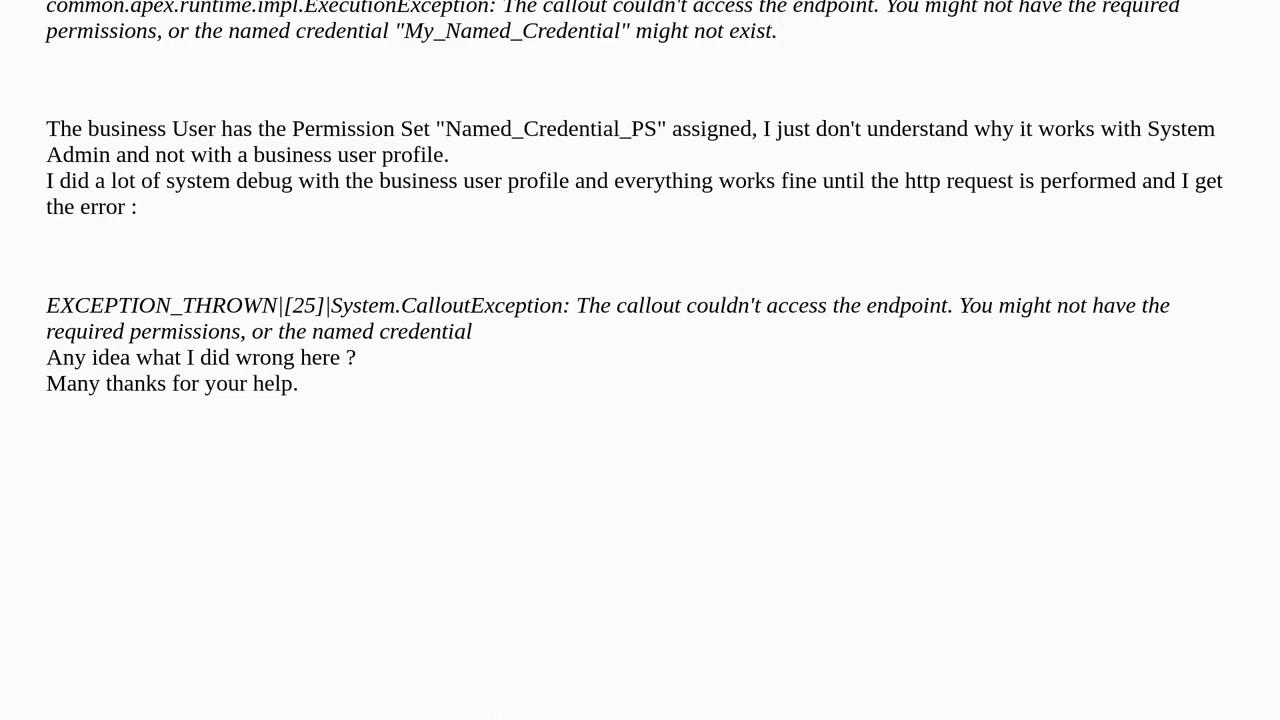 common.apex.runtime.impl.ExecutionException: The callout couldn't access the endpoint. You might not have the required
permissions, or the named credential "My_Named_Credential" might not exist.
The business User has the Permission Set "Named_Credential_PS" assigned, I just don't understand why it works with System
Admin and not with a business user profile.
I did a lot of system debug with the business user profile and everything works fine until the http request is performed and I get
the error :
EXCEPTION_THROWN|[25]|System.CalloutException: The callout couldn't access the endpoint. You might not have the
required permissions, or the named credential
Any idea what I did wrong here ?
Many thanks for your help.